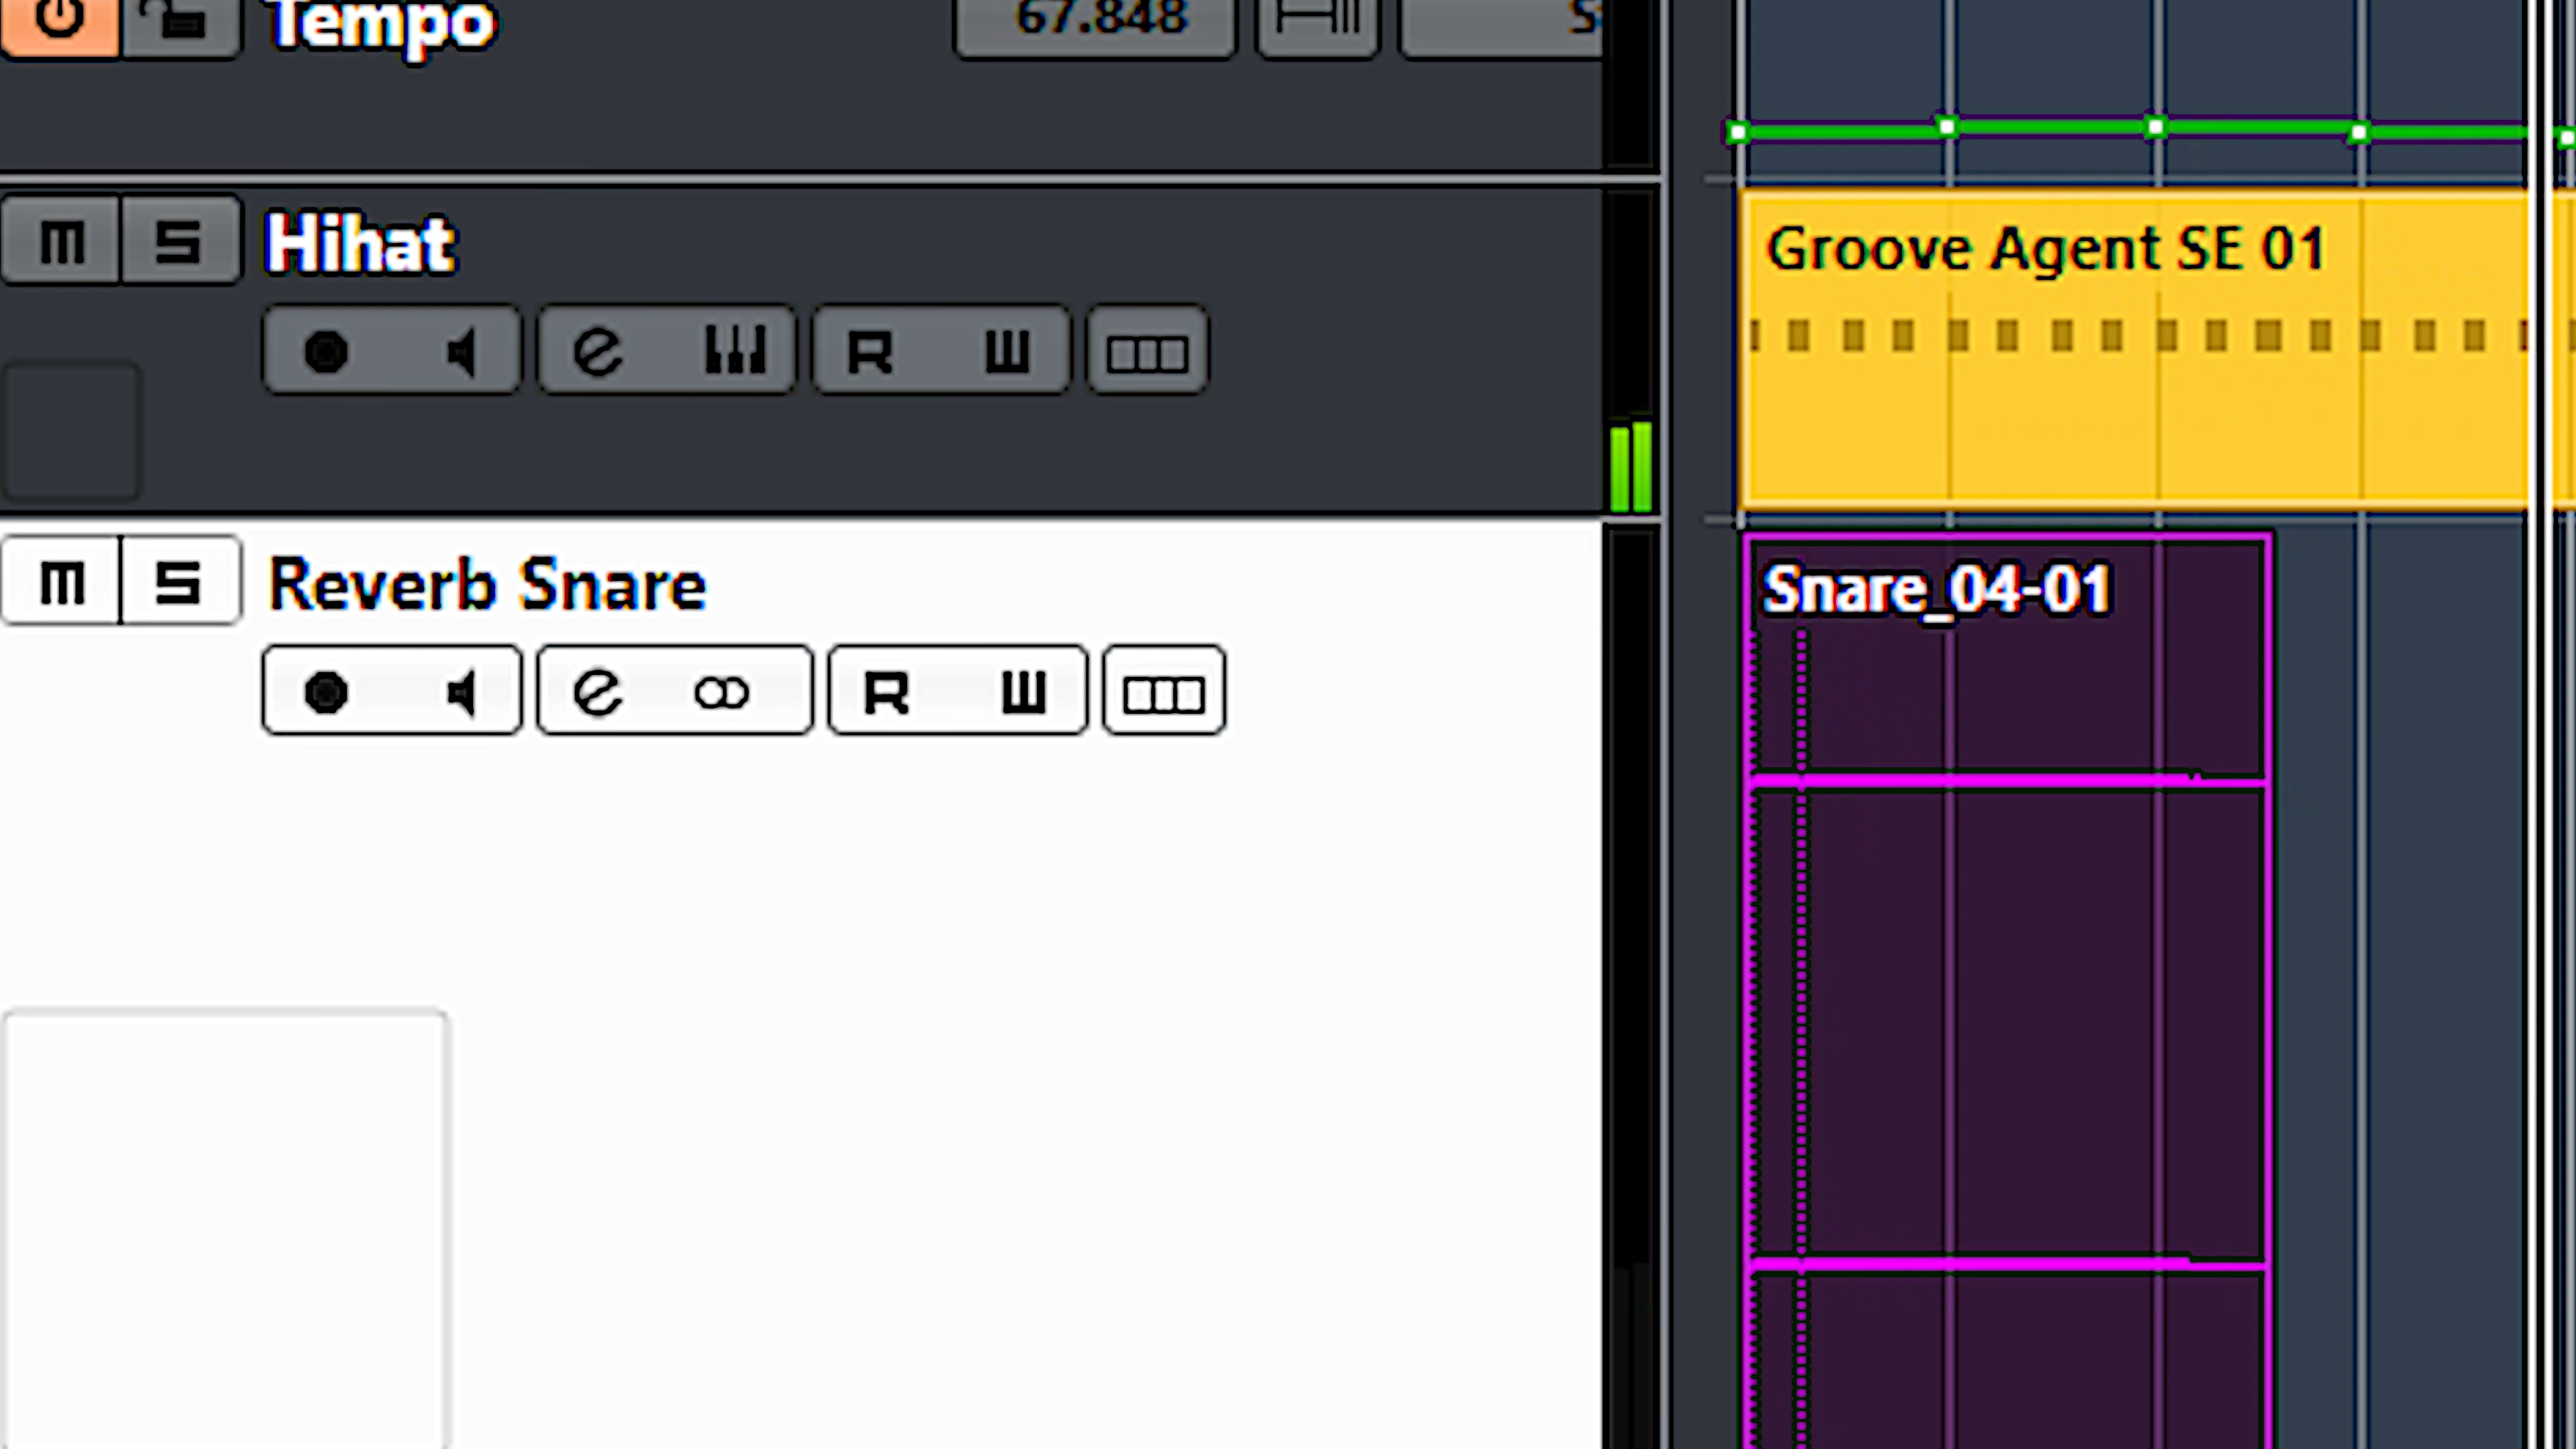 Tempo 67.848
m S Hihat
Groove Agent SE 01
e R
m S Reverb Snare
Snare_04-01
e R